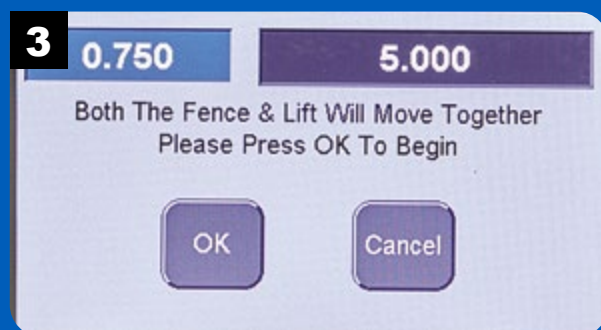 3
0.750 5.000
Both The Fence & Lift Will Move Together
Please Press OK To Begin
OK Cancel